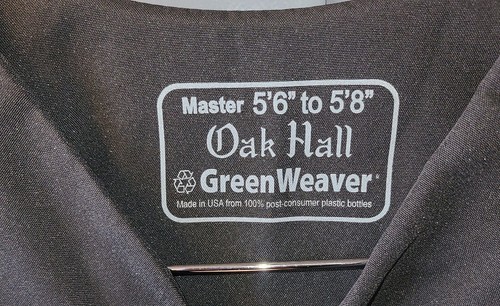 Master 5'6" to 5'8"
Oak Hall
GreenWeaver®
Made in USA from 100% post-consumer plastic bottles